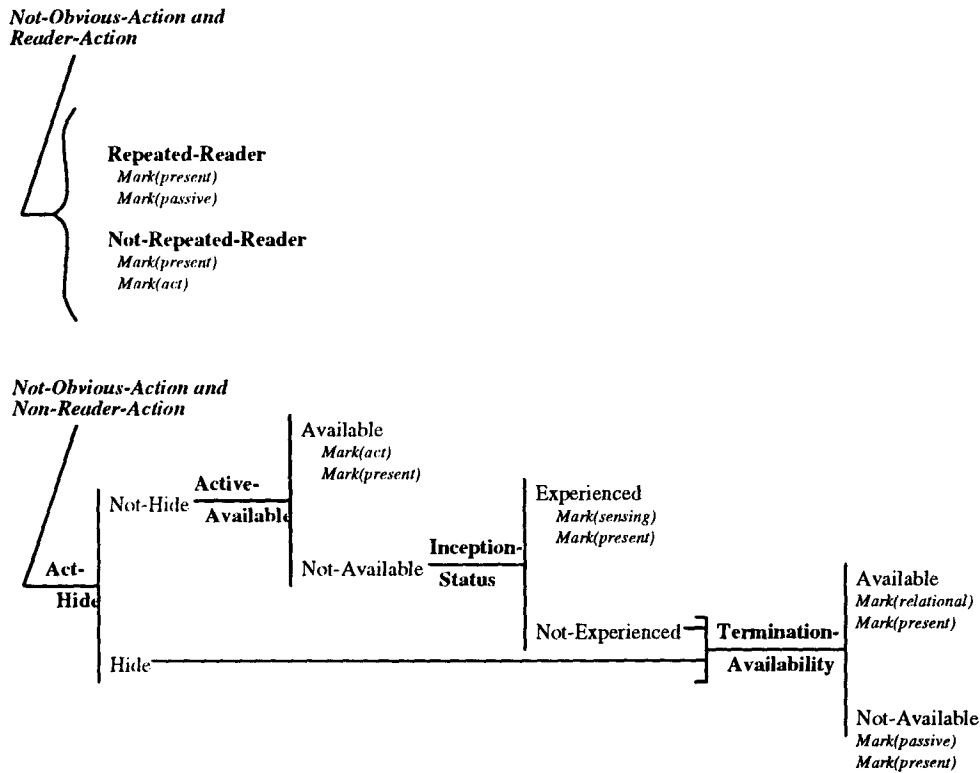 Not-Obvious-Action and
Reader-Action
Repeated-Reader
Mark(present)
Mark(passive)
Not-Repeated-Reader
Mark(present)
Mark(act)
Not-Obvious-Action and
Non-Reader-Action
Act-
Hide
Not-Hide
Active-
Available
Available
Mark(act)
Mark(present)
Not-Available
Inception-
Status
Experienced
Mark(sensing)
Mark(present)
Not-Experienced
Hide
Termination-
Availability
Available
Mark(relational)
Mark(present)
Not-Available
Mark(passive)
Mark(present)